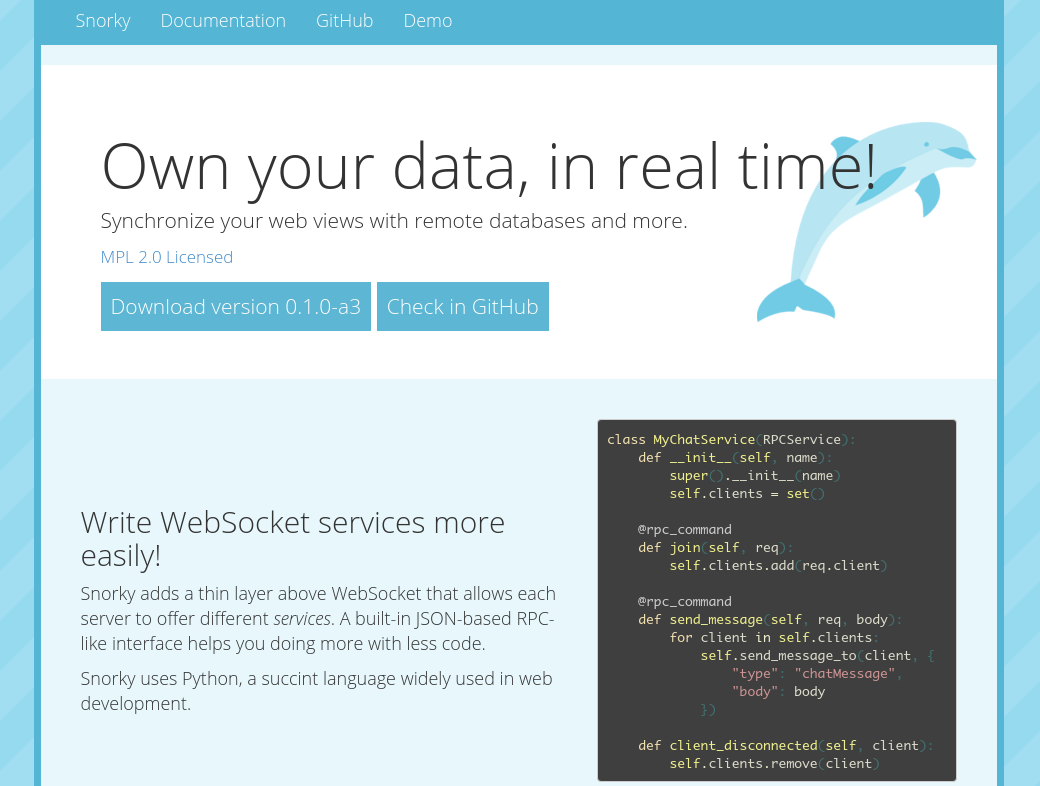 Snorky Documentation GitHub Demo
Own your data, in real time!
Synchronize your web views with remote databases and more.
MPL 2.0 Licensed
Download version 0.1.0-a3 Check in GitHub
Write WebSocket services more
easily!
Snorky adds a thin layer above WebSocket that allows each
server to offer different services. A built-in JSON-based RPC-
like interface helps you doing more with less code.
Snorky uses Python, a succint language widely used in web
development.
class MyChatService(RPCService):
    def __init__(self, name):
        super().__init__(name)
        self.clients = set()
    @rpc_command
    def join(self, req):
        self.clients.add(req.client)
    @rpc_command
    def send_message(self, req, body):
        for client in self.clients:
            self.send_message_to(client, {
                "type": "chatMessage",
                "body": body
            })
    def client_disconnected(self, client):
        self.clients.remove(client)